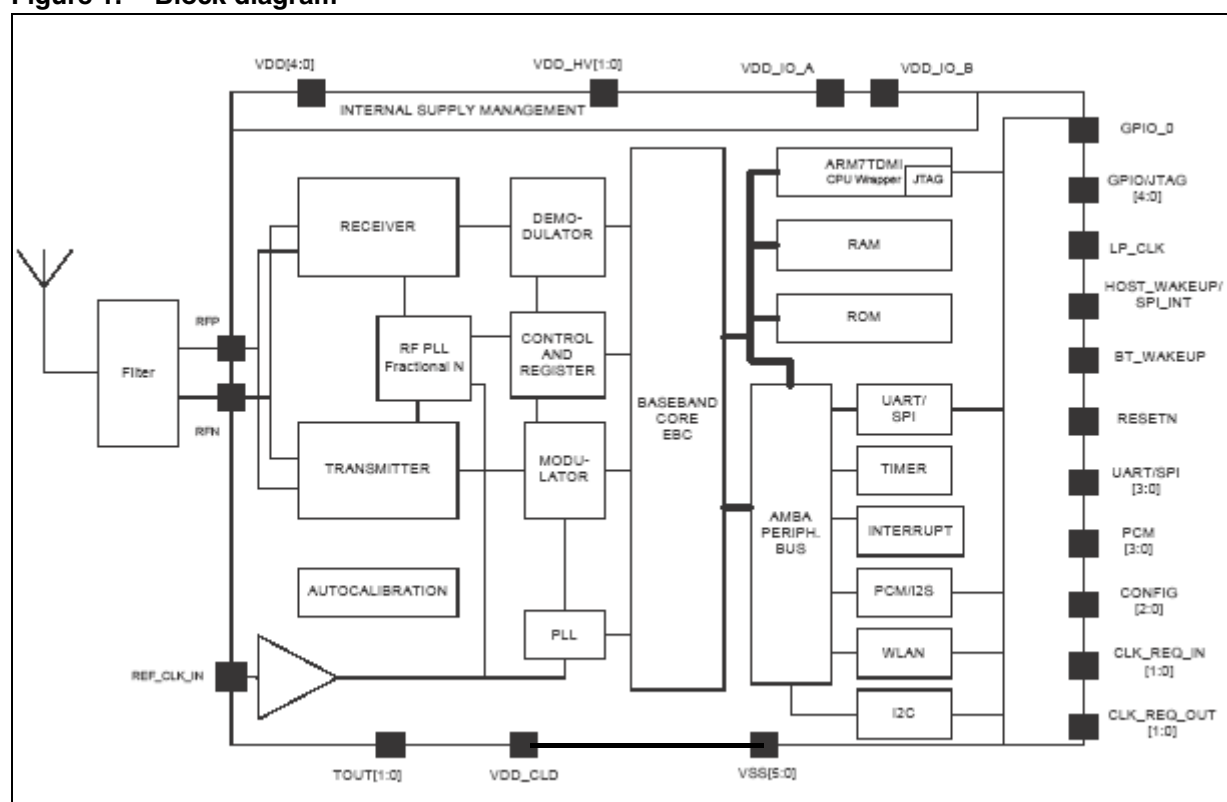 Figure 1. Block diagram
VDD[4:0]
VDD_HV[1:0]
VDD_IO_A
VDD_IO_B
INTERNAL SUPPLY MANAGEMENT
GPIO_0
ARM7TDMI
CPU Wrapper
JTAG
GPIO/JTAG
[4:0]
RECEIVER
DEMO-
DULATOR
RAM
LP_CLK
HOST_WAKEUP/
SPI_INT
ROM
RFP
RF PLL
Fractional N
CONTROL
AND
REGISTER
BT_WAKEUP
Filter
BASEBAND
CORE
EBC
UART/
SPI
RESETN
RFN
TRANSMITTER
MODU-
LATOR
TIMER
UART/SPI
[3:0]
AMBA
PERIPH.
BUS
INTERRUPT
PCM
[3:0]
AUTOCALIBRATION
PCM/I2S
CONFIG
[2:0]
PLL
WLAN
CLK_REQ_IN
[1:0]
REF_CLK_IN
I2C
CLK_REQ_OUT
[1:0]
TOUT[1:0]
VDD_CLD
VSS[5:0]